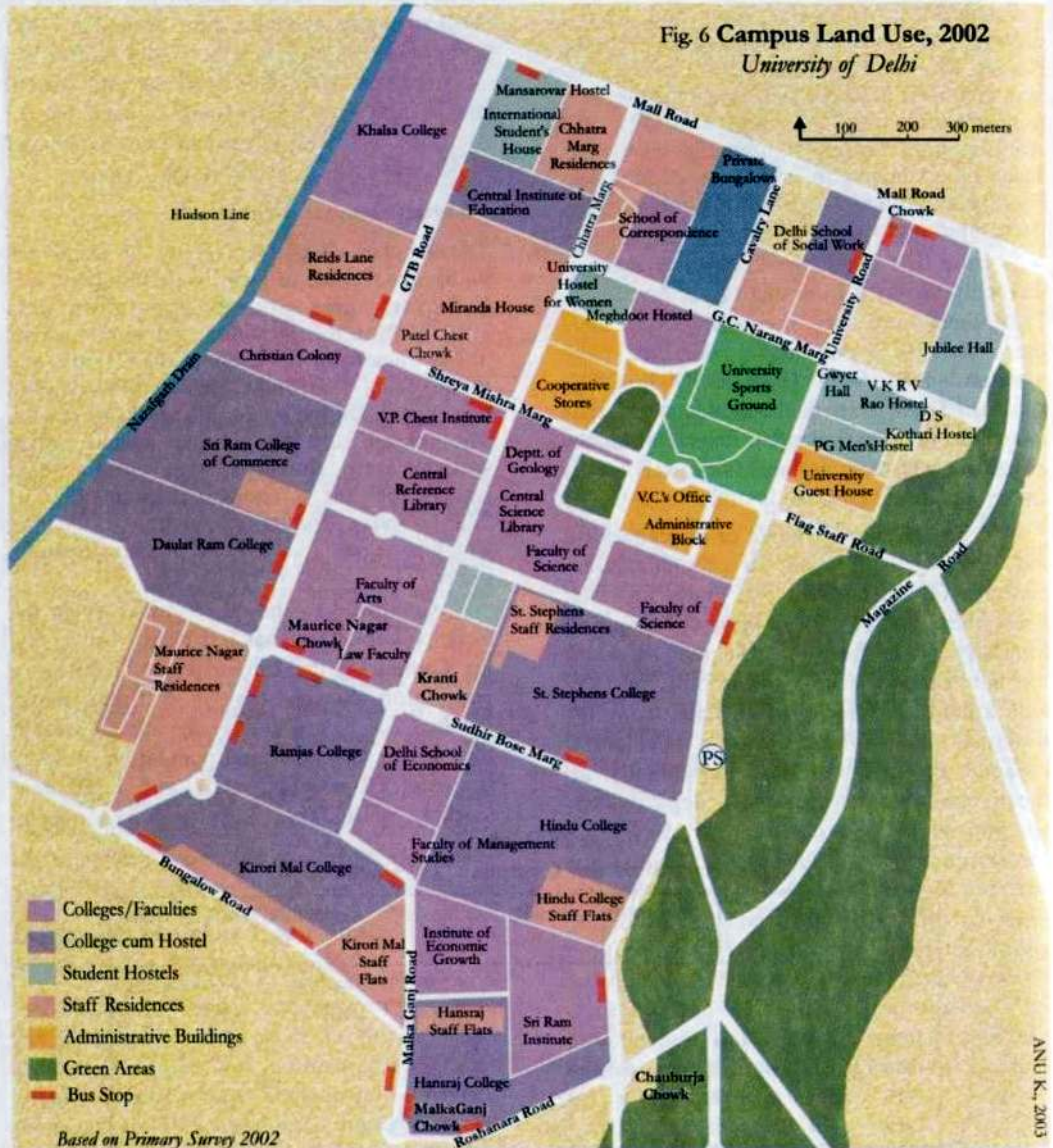 Fig. 6 Campus Land Use, 2002
University of Delhi
100 200 300 meters
Mall Road
Mansarovar Hostel
International
Student's
House
Chhatra
Marg
Residences
Khalsa College
Hudson Line
Central Institute of
Education
Chhatra Marg
School of
Correspondence
Private
Bungalows
Cavalry Lane
Mall Road
Chowk
Delhi School
of Social Work
University Road
Reids Lane
Residences
GTB Road
University
Hostel
for Women
Miranda House
Meghdoot Hostel
G.C. Narang Marg
Jubilee Hall
Patel Chest
Chowk
Christian Colony
Shreya Mishra Marg
Cooperative
Stores
University
Sports
Ground
Gwyer
Hall
V K R V
Rao Hostel
D S
Kothari Hostel
PG Men'sHostel
Najafgarh Drain
V.P. Chest Institute
Sri Ram College
of Commerce
Central
Reference
Library
Deptt. of
Geology
Central
Science
Library
V.C.'s Office
Administrative
Block
University
Guest House
Flag Staff Road
Magazine Road
Daulat Ram College
Faculty of
Science
Faculty of
Arts
St. Stephens
Staff Residences
Faculty of
Science
Maurice Nagar
Chowk
Law Faculty
Maurice Nagar
Staff
Residences
Kranti
Chowk
St. Stephens College
Sudhir Bose Marg
Ramjas College
Delhi School
of Economics
PS
Hindu College
Faculty of Management
Studies
Kirori Mal College
Bungalow Road
Hindu College
Staff Flats
Kirori Mal
Staff
Flats
Institute of
Economic
Growth
Malka Ganj Road
Hansraj
Staff Flats
Sri Ram
Institute
Hansraj College
MalkaGanj
Chowk
Roshanara Road
Chauburja
Chowk
Colleges/Faculties
College cum Hostel
Student Hostels
Staff Residences
Administrative Buildings
Green Areas
Bus Stop
Based on Primary Survey 2002
ANU K., 2003